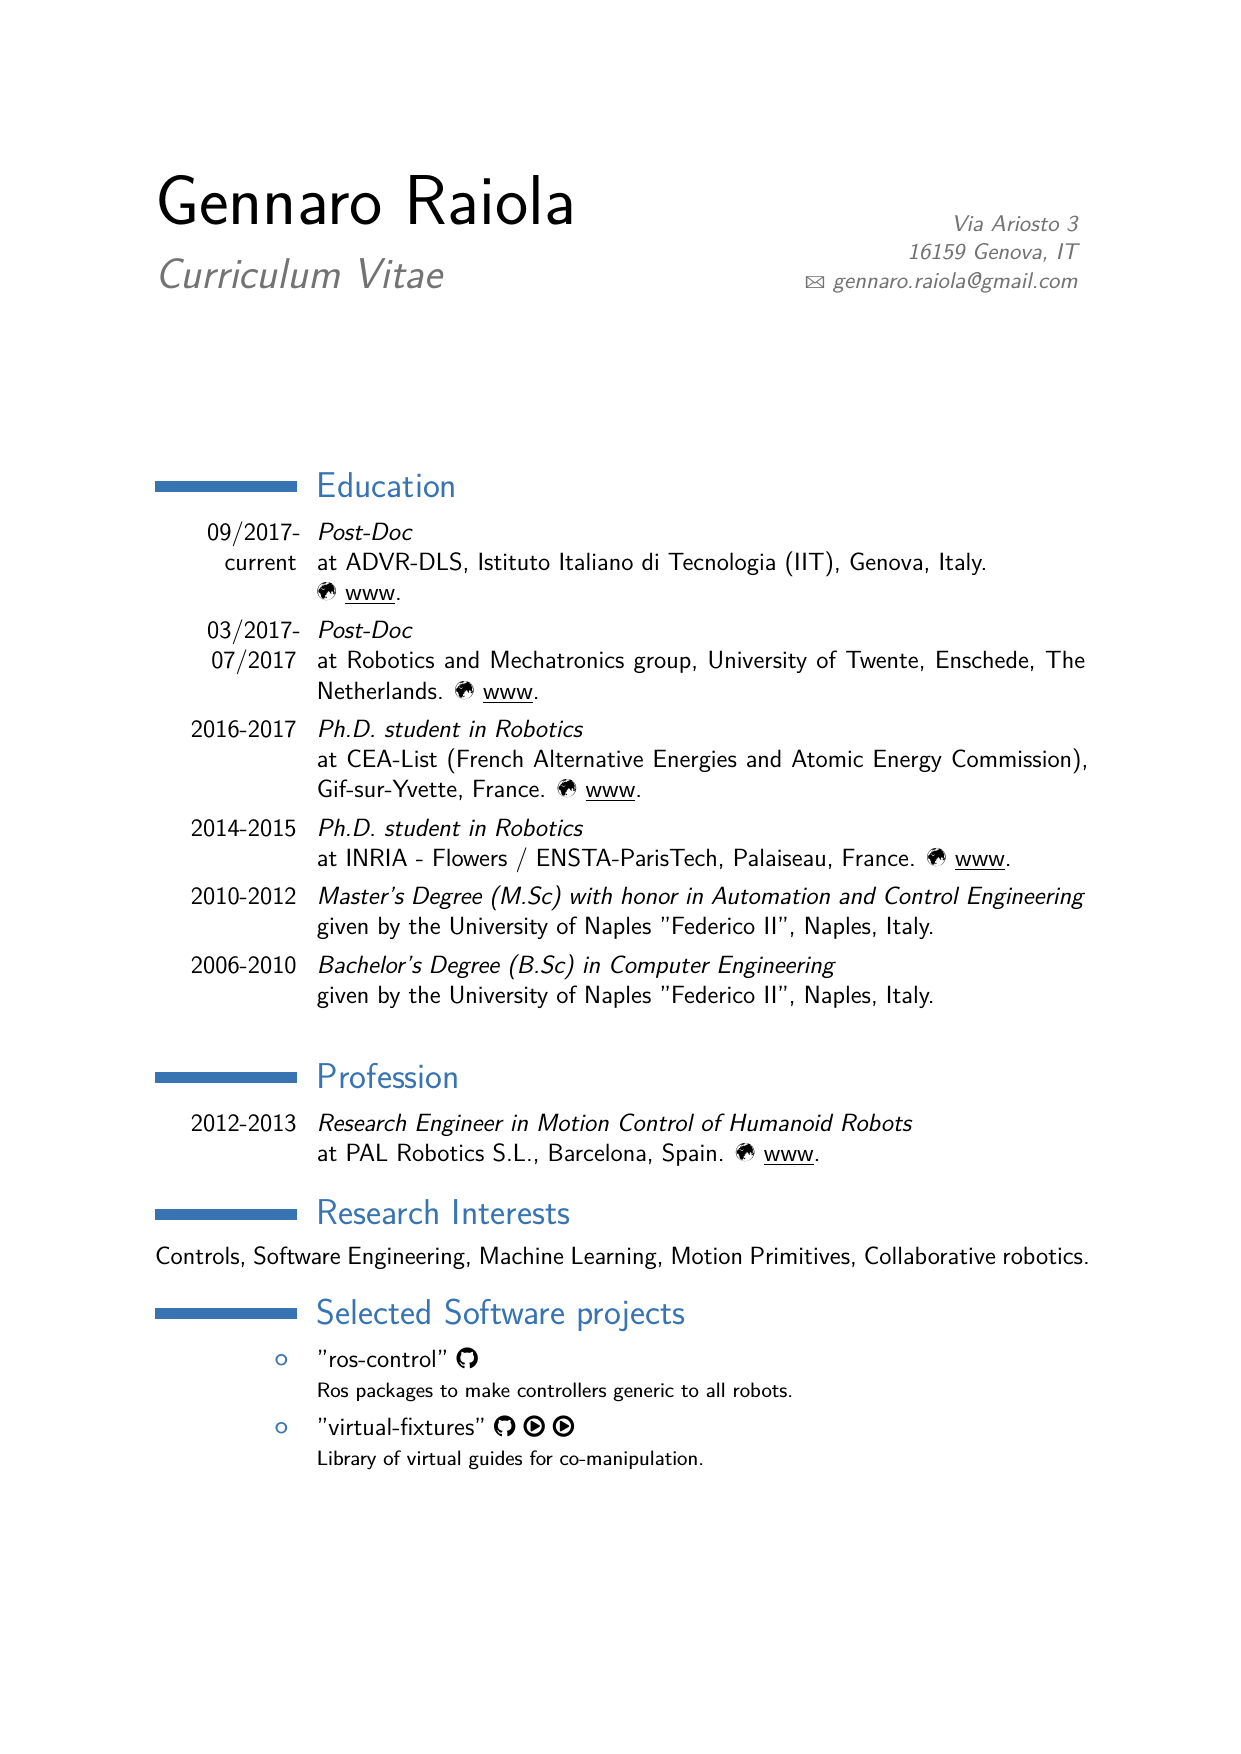 Gennaro Raiola
Curriculum Vitae
Via Ariosto 3
16159 Genova, IT
gennaro.raiola@gmail.com
Education
09/2017- Post-Doc
current at ADVR-DLS, Istituto Italiano di Tecnologia (IIT), Genova, Italy.
www.
03/2017- Post-Doc
07/2017 at Robotics and Mechatronics group, University of Twente, Enschede, The
Netherlands. www.
2016-2017 Ph.D. student in Robotics
at CEA-List (French Alternative Energies and Atomic Energy Commission),
Gif-sur-Yvette, France. www.
2014-2015 Ph.D. student in Robotics
at INRIA - Flowers / ENSTA-ParisTech, Palaiseau, France. www.
2010-2012 Master's Degree (M.Sc) with honor in Automation and Control Engineering
given by the University of Naples ”Federico II”, Naples, Italy.
2006-2010 Bachelor's Degree (B.Sc) in Computer Engineering
given by the University of Naples ”Federico II”, Naples, Italy.
Profession
2012-2013 Research Engineer in Motion Control of Humanoid Robots
at PAL Robotics S.L., Barcelona, Spain. www.
Research Interests
Controls, Software Engineering, Machine Learning, Motion Primitives, Collaborative robotics.
Selected Software projects
”ros-control”
Ros packages to make controllers generic to all robots.
”virtual-fixtures”
Library of virtual guides for co-manipulation.